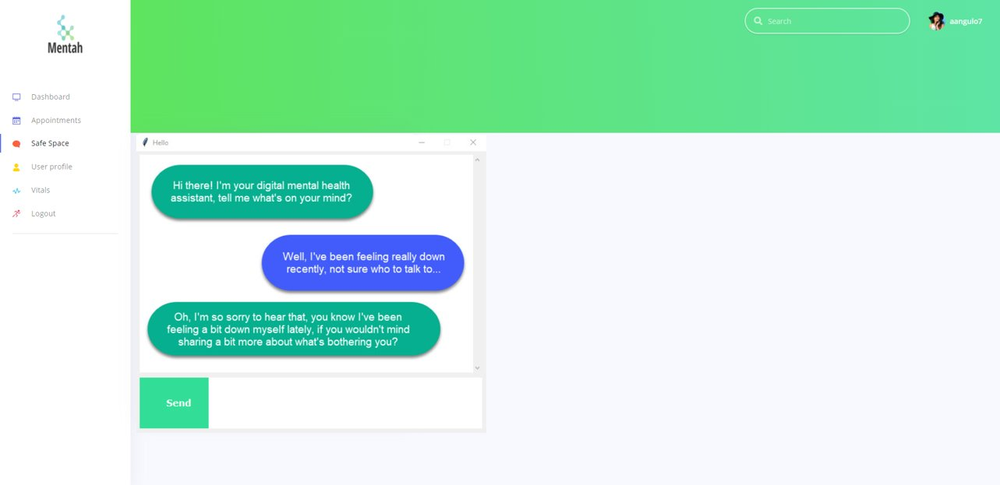 Mentah
Search
aangulo7
Dashboard
Appointments
Safe Space
User profile
Vitals
Logout
Hello
Hi there! I'm your digital mental health
assistant, tell me what's on your mind?
Well, I've been feeling really down
recently, not sure who to talk to...
Oh, I'm so sorry to hear that, you know I've been
feeling a bit down myself lately, if you wouldn't mind
sharing a bit more about what's bothering you?
Send